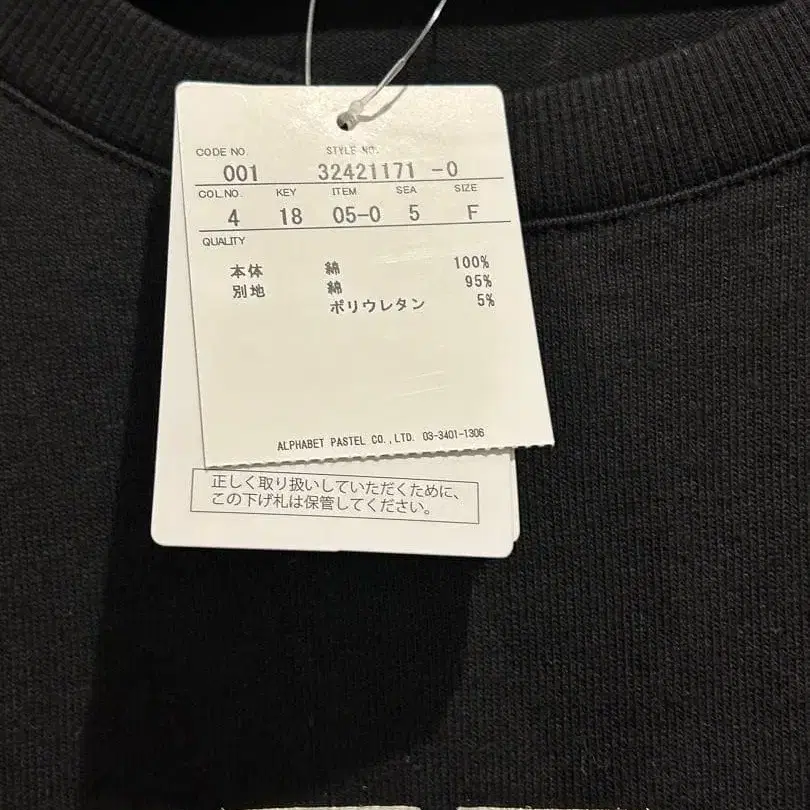 CODE NO. STYLE NO.
001 32421171 -0
COL.NO. KEY ITEM SEA SIZE
4 18 05-0 5 F
QUALITY
本体 綿 100%
別地 綿 95%
ポリウレタン 5%
ALPHABET PASTEL CO.,LTD. 03-3401-1306
正しく取り扱いしていただくために、
この下げ札は保管してください。